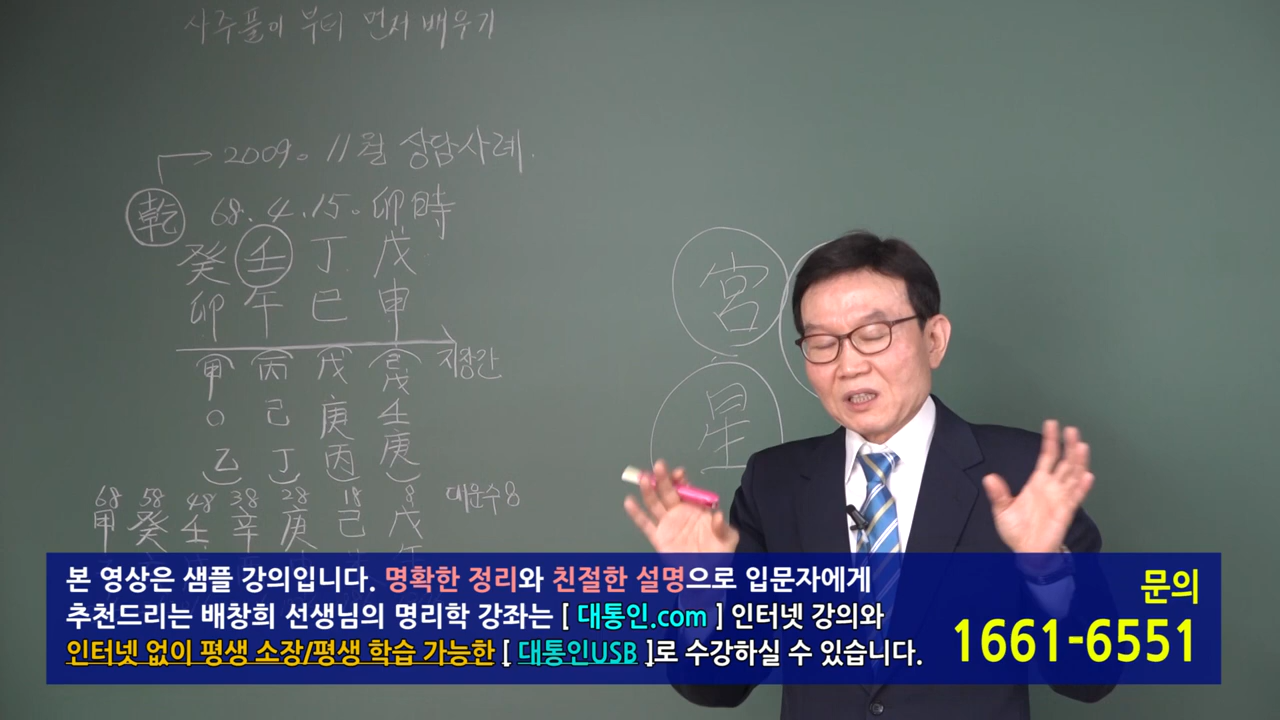 사주풀이 부터 먼저 배우기
2009. 11월 상담사례.
乾 68. 4. 15. 卯時
癸 壬 丁 戊
卯 午 巳 申
甲 丙 戊 己戊 지장간
○ 己 庚 壬
乙 丁 丙 庚
68 58 48 38 28 18 8 대운수8
甲 癸 壬 辛 庚 己 戊
宮
星
본 영상은 샘플 강의입니다. 명확한 정리와 친절한 설명으로 입문자에게
추천드리는 배창희 선생님의 명리학 강좌는 [ 대통인.com ] 인터넷 강의와
인터넷 없이 평생 소장/평생 학습 가능한 [ 대통인USB ]로 수강하실 수 있습니다.
문의
1661-6551